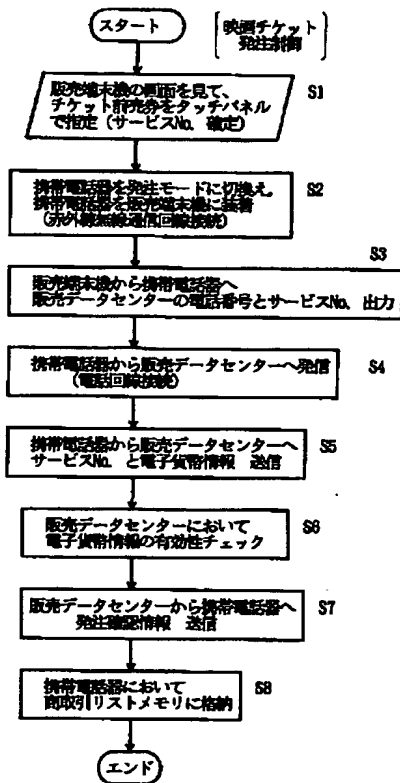 スタート
映画チケット
発注制御
販売端末機の画面を見て、
チケット前売券をタッチパネル
で指定（サービスNo. 確定）
S1
携帯電話器を発注モードに切換え、
携帯電話器を販売端末機に装着
（赤外線無線通信回線接続）
S2
S3
販売端末機から携帯電話器へ
販売データセンターの電話番号とサービスNo. 出力
携帯電話器から販売データセンターへ発信
（電話回線接続）
S4
携帯電話器から販売データセンターへ
サービスNo. と電子貨幣情報　送信
S5
販売データセンターにおいて
電子貨幣情報の有効性チェック
S6
販売データセンターから携帯電話器へ
発注確認情報　送信
S7
携帯電話器において
商取引リストメモリに格納
S8
エンド